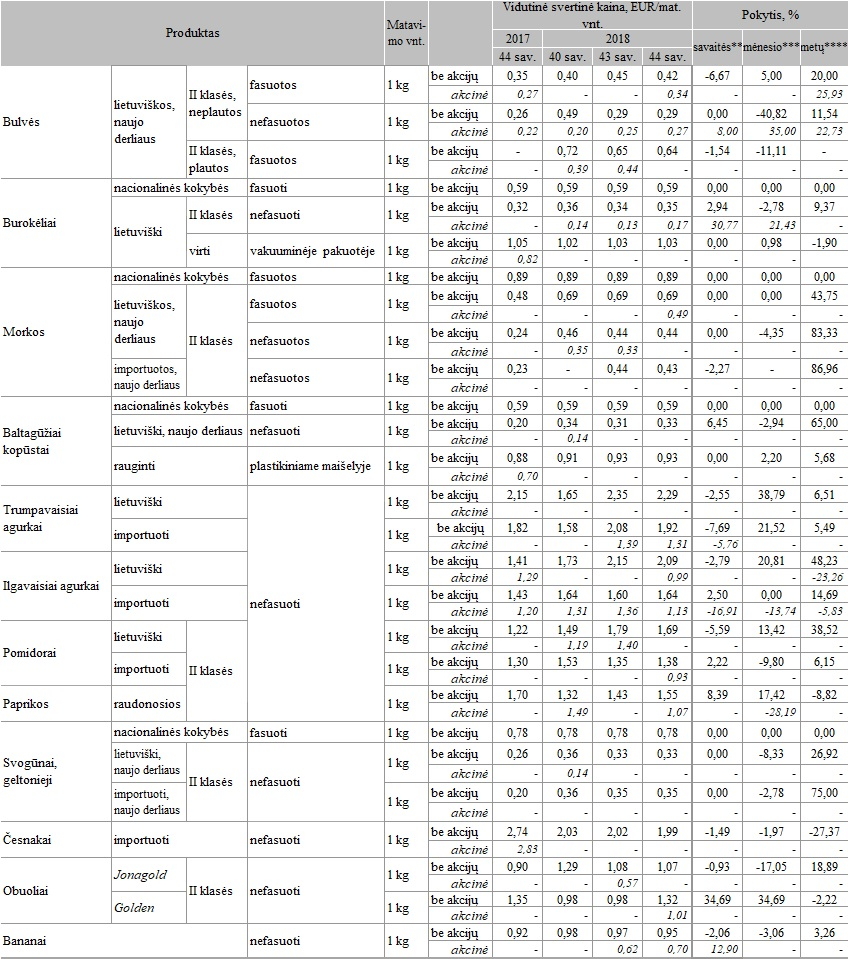 Produktas Matavi- Vidutinė svertinė kaina, EUR/mat. Pokytis, %
mo vnt. vnt.
2017 2018 savaitės** mėnesio*** metų****
44 sav. 40 sav. 43 sav. 44 sav.
Bulvės lietuviškos, naujo derliaus II klasės, neplautos fasuotos 1 kg be akcijų 0,35 0,40 0,45 0,42 -6,67 5,00 20,00
akcinė 0,27 - - 0,34 - - 25,93
nefasuotos 1 kg be akcijų 0,26 0,49 0,29 0,29 0,00 -40,82 11,54
akcinė 0,22 0,20 0,25 0,27 8,00 35,00 22,73
II klasės, plautos fasuotos 1 kg be akcijų - 0,72 0,65 0,64 -1,54 -11,11 -
akcinė - 0,39 0,44 - - - -
Burokėliai nacionalinės kokybės fasuoti 1 kg be akcijų 0,59 0,59 0,59 0,59 0,00 0,00 0,00
lietuviški II klasės nefasuoti 1 kg be akcijų 0,32 0,36 0,34 0,35 2,94 -2,78 9,37
akcinė - 0,14 0,13 0,17 30,77 21,43 -
virti vakuuminėje pakuotėje 1 kg be akcijų 1,05 1,02 1,03 1,03 0,00 0,98 -1,90
akcinė 0,82 - - - - - -
Morkos nacionalinės kokybės fasuotos 1 kg be akcijų 0,89 0,89 0,89 0,89 0,00 0,00 0,00
lietuviškos, naujo derliaus II klasės fasuotos 1 kg be akcijų 0,48 0,69 0,69 0,69 0,00 0,00 43,75
akcinė - - - 0,49 - - -
nefasuotos 1 kg be akcijų 0,24 0,46 0,44 0,44 0,00 -4,35 83,33
akcinė - 0,35 0,33 - - - -
importuotos, naujo derliaus nefasuotos 1 kg be akcijų 0,23 - 0,44 0,43 -2,27 - 86,96
akcinė - - - - - - -
Baltagūžiai kopūstai nacionalinės kokybės fasuoti 1 kg be akcijų 0,59 0,59 0,59 0,59 0,00 0,00 0,00
lietuviški, naujo derliaus nefasuoti 1 kg be akcijų 0,20 0,34 0,31 0,33 6,45 -2,94 65,00
akcinė - 0,14 - - - - -
rauginti plastikiniame maišelyje 1 kg be akcijų 0,88 0,91 0,93 0,93 0,00 2,20 5,68
akcinė 0,70 - - - - - -
Trumpavaisiai agurkai lietuviški nefasuoti 1 kg be akcijų 2,15 1,65 2,35 2,29 -2,55 38,79 6,51
akcinė - - - - - - -
importuoti 1 kg be akcijų 1,82 1,58 2,08 1,92 -7,69 21,52 5,49
akcinė - - 1,39 1,31 -5,76 - -
Ilgavaisiai agurkai lietuviški 1 kg be akcijų 1,41 1,73 2,15 2,09 -2,79 20,81 48,23
akcinė 1,29 - - 0,99 - - -23,26
importuoti 1 kg be akcijų 1,43 1,64 1,60 1,64 2,50 0,00 14,69
akcinė 1,20 1,31 1,36 1,13 -16,91 -13,74 -5,83
Pomidorai lietuviški II klasės 1 kg be akcijų 1,22 1,49 1,79 1,69 -5,59 13,42 38,52
akcinė - 1,19 1,40 - - - -
importuoti 1 kg be akcijų 1,30 1,53 1,35 1,38 2,22 -9,80 6,15
akcinė - - - 0,93 - - -
Paprikos raudonosios 1 kg be akcijų 1,70 1,32 1,43 1,55 8,39 17,42 -8,82
akcinė - 1,49 - 1,07 - -28,19 -
Svogūnai, geltonieji nacionalinės kokybės fasuoti 1 kg be akcijų 0,78 0,78 0,78 0,78 0,00 0,00 0,00
lietuviški, naujo derliaus II klasės nefasuoti 1 kg be akcijų 0,26 0,36 0,33 0,33 0,00 -8,33 26,92
akcinė - 0,14 - - - - -
importuoti, naujo derliaus 1 kg be akcijų 0,20 0,36 0,35 0,35 0,00 -2,78 75,00
akcinė - - - - - - -
Česnakai importuoti nefasuoti 1 kg be akcijų 2,74 2,03 2,02 1,99 -1,49 -1,97 -27,37
akcinė 2,83 - - - - - -
Obuoliai Jonagold II klasės nefasuoti 1 kg be akcijų 0,90 1,29 1,08 1,07 -0,93 -17,05 18,89
akcinė - - 0,57 - - - -
Golden 1 kg be akcijų 1,35 0,98 0,98 1,32 34,69 34,69 -2,22
akcinė - - - 1,01 - - -
Bananai nefasuoti 1 kg be akcijų 0,92 0,98 0,97 0,95 -2,06 -3,06 3,26
akcinė - - 0,62 0,70 12,90 - -